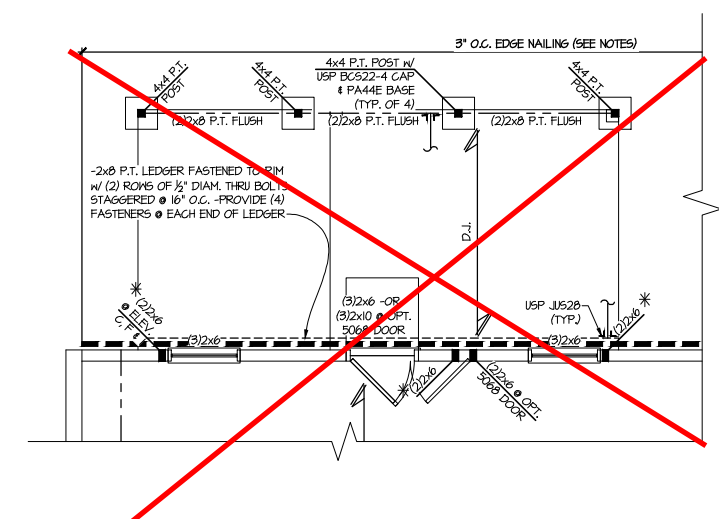 3" O.C. EDGE NAILING (SEE NOTES)
4x4 P.T.
POST
4x4 P.T.
POST
4x4 P.T. POST w/
USP BCS22-4 CAP
& PA44E BASE
(TYP. OF 4)
4x4 P.T.
POST
(2)2x8 P.T. FLUSH
(2)2x8 P.T. FLUSH
(2)2x8 P.T. FLUSH
-2x8 P.T. LEDGER FASTENED TO RIM
w/ (2) ROWS OF ½" DIAM. THRU BOLTS
STAGGERED @ 16" O.C. -PROVIDE (4)
FASTENERS @ EACH END OF LEDGER
D.J.
(2)2x6
@ ELEV.
C, F &
(3)2x6
(3)2x6 -OR-
(3)2x10 @ OPT.
5068 DOOR
USP JUS28
(TYP.)
(3)2x6
(2)2x6
(2)2x6
(2)2x6 @ OPT.
5068 DOOR